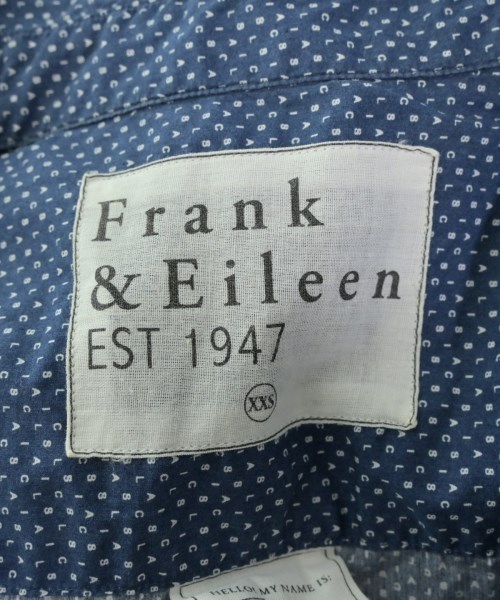 Frank
& Eileen
EST 1947
XXS
HELLO! MY NAME IS: